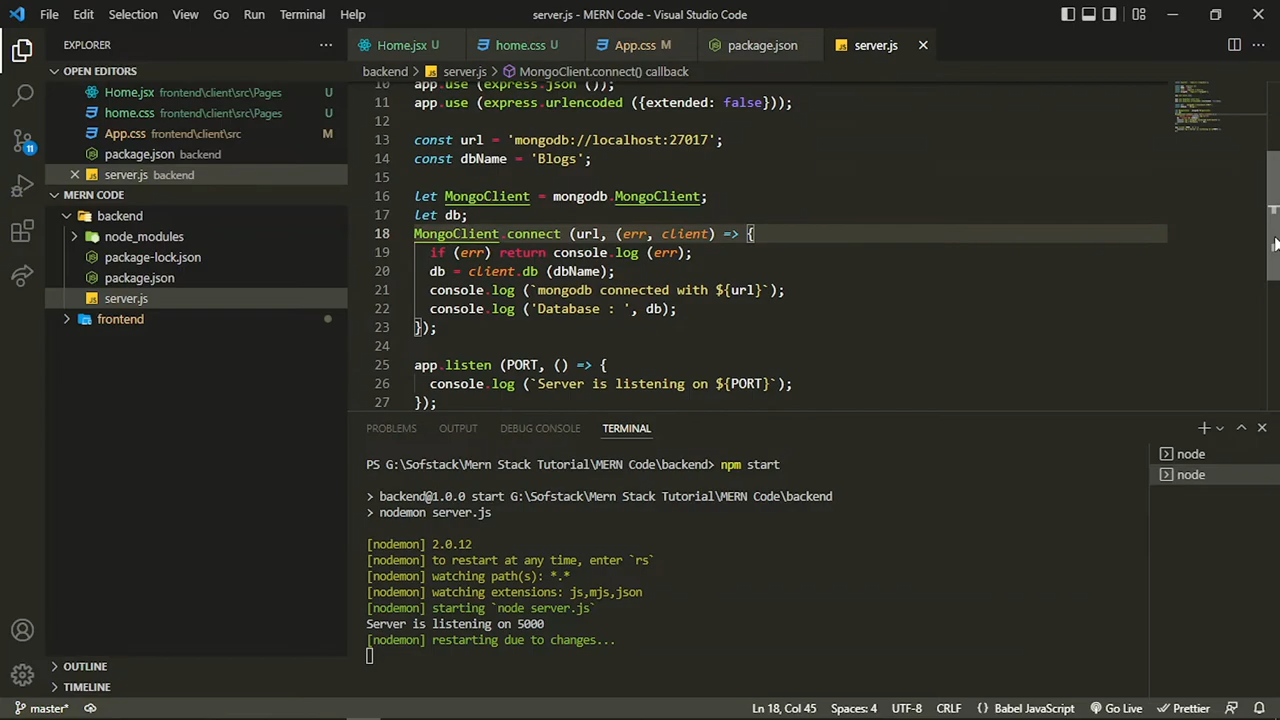 File Edit Selection View Go Run Terminal Help server.js - MERN Code - Visual Studio Code
EXPLORER
Home.jsx U home.css U App.css M package.json server.js
OPEN EDITORS
Home.jsx frontend\client\src\Pages U
home.css frontend\client\src\Pages U
App.css frontend\client\src M
package.json backend
server.js backend
MERN CODE
backend
node_modules
package-lock.json
package.json
server.js
frontend
OUTLINE
TIMELINE
11
backend > server.js > MongoClient.connect() callback
10 app.use (express.json ());
11 app.use (express.urlencoded ({extended: false}));
12
13 const url = 'mongodb://localhost:27017';
14 const dbName = 'Blogs';
15
16 let MongoClient = mongodb.MongoClient;
17 let db;
18 MongoClient.connect (url, (err, client) => {
19 if (err) return console.log (err);
20 db = client.db (dbName);
21 console.log (`mongodb connected with ${url}`);
22 console.log ('Database : ', db);
23 });
24
25 app.listen (PORT, () => {
26 console.log (`Server is listening on ${PORT}`);
27 });
PROBLEMS OUTPUT DEBUG CONSOLE TERMINAL
node
node
PS G:\Sofstack\Mern Stack Tutorial\MERN Code\backend> npm start
> backend@1.0.0 start G:\Sofstack\Mern Stack Tutorial\MERN Code\backend
> nodemon server.js
[nodemon] 2.0.12
[nodemon] to restart at any time, enter `rs`
[nodemon] watching path(s): *.*
[nodemon] watching extensions: js,mjs,json
[nodemon] starting `node server.js`
Server is listening on 5000
[nodemon] restarting due to changes...
master* Ln 18, Col 45 Spaces: 4 UTF-8 CRLF {} Babel JavaScript Go Live Prettier